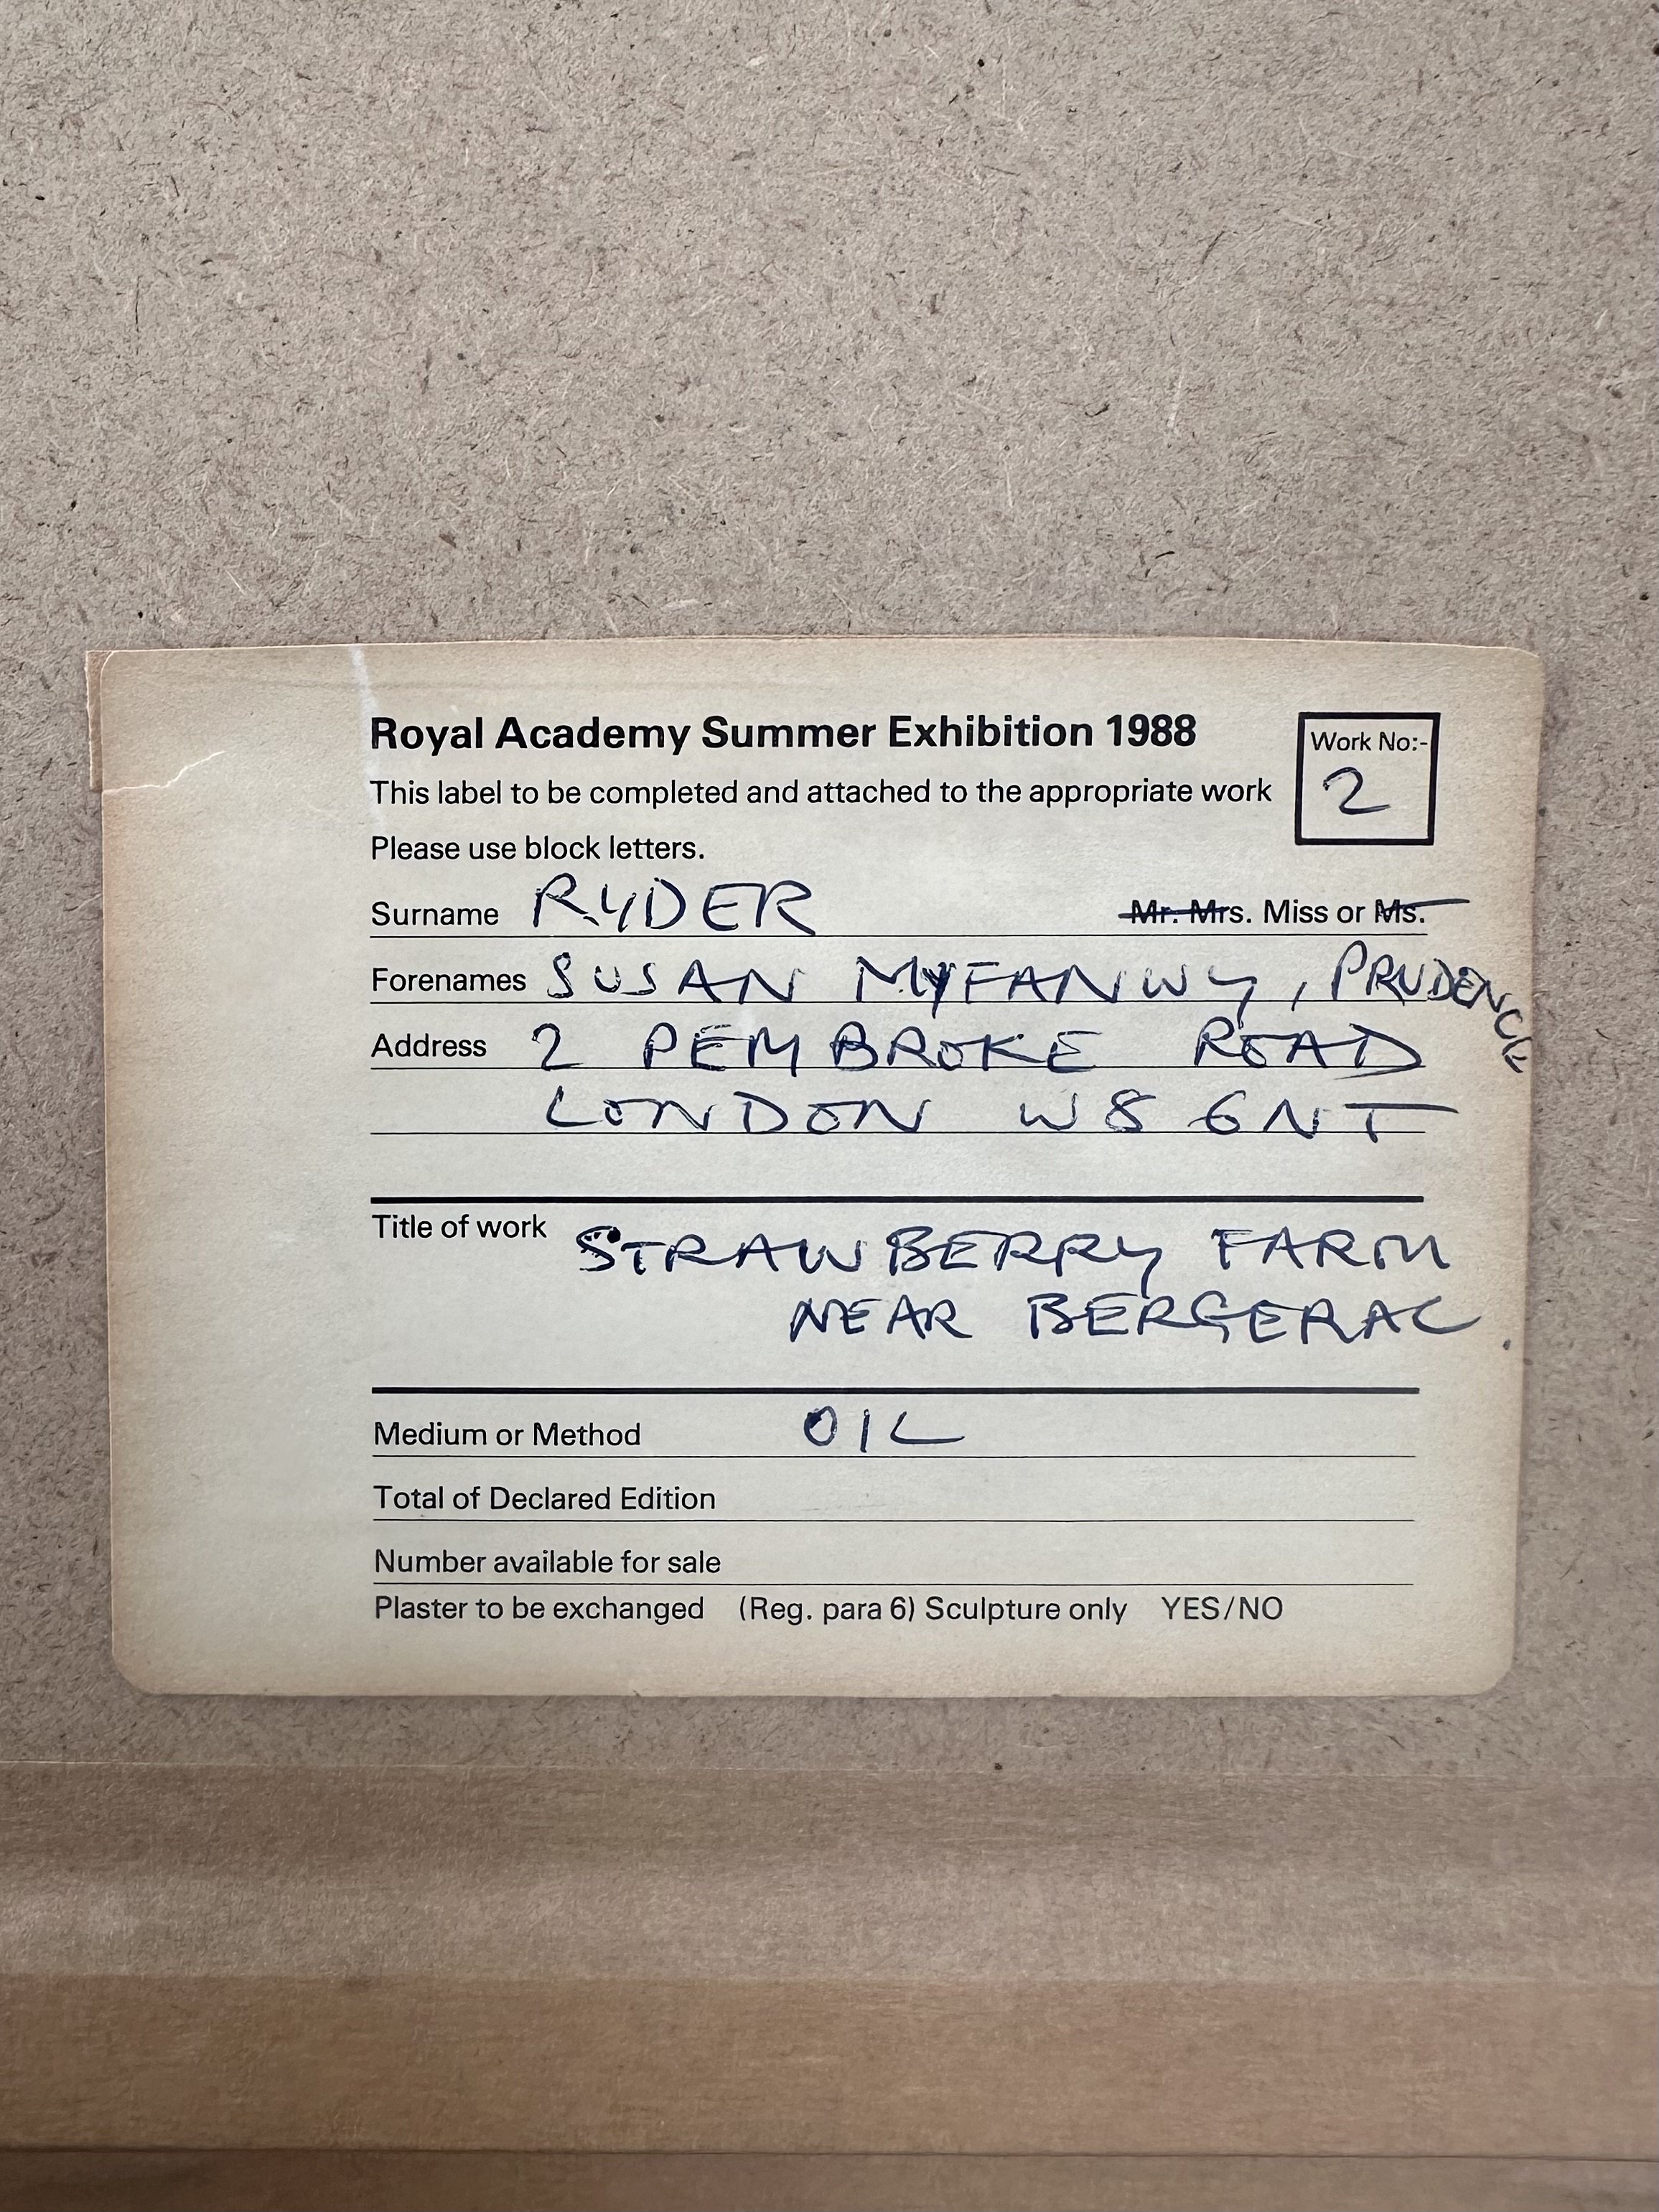 Royal Academy Summer Exhibition 1988
Work No:-
2
This label to be completed and attached to the appropriate work
Please use block letters.
Surname RYDER Mr. Mrs. Miss or Ms.
Forenames SUSAN MYFANWY, PRUDENCE
Address 2 PEMBROKE ROAD
LONDON W8 6NT
Title of work STRAWBERRY FARM
NEAR BERGERAC.
Medium or Method OIL
Total of Declared Edition
Number available for sale
Plaster to be exchanged (Reg. para 6) Sculpture only YES/NO